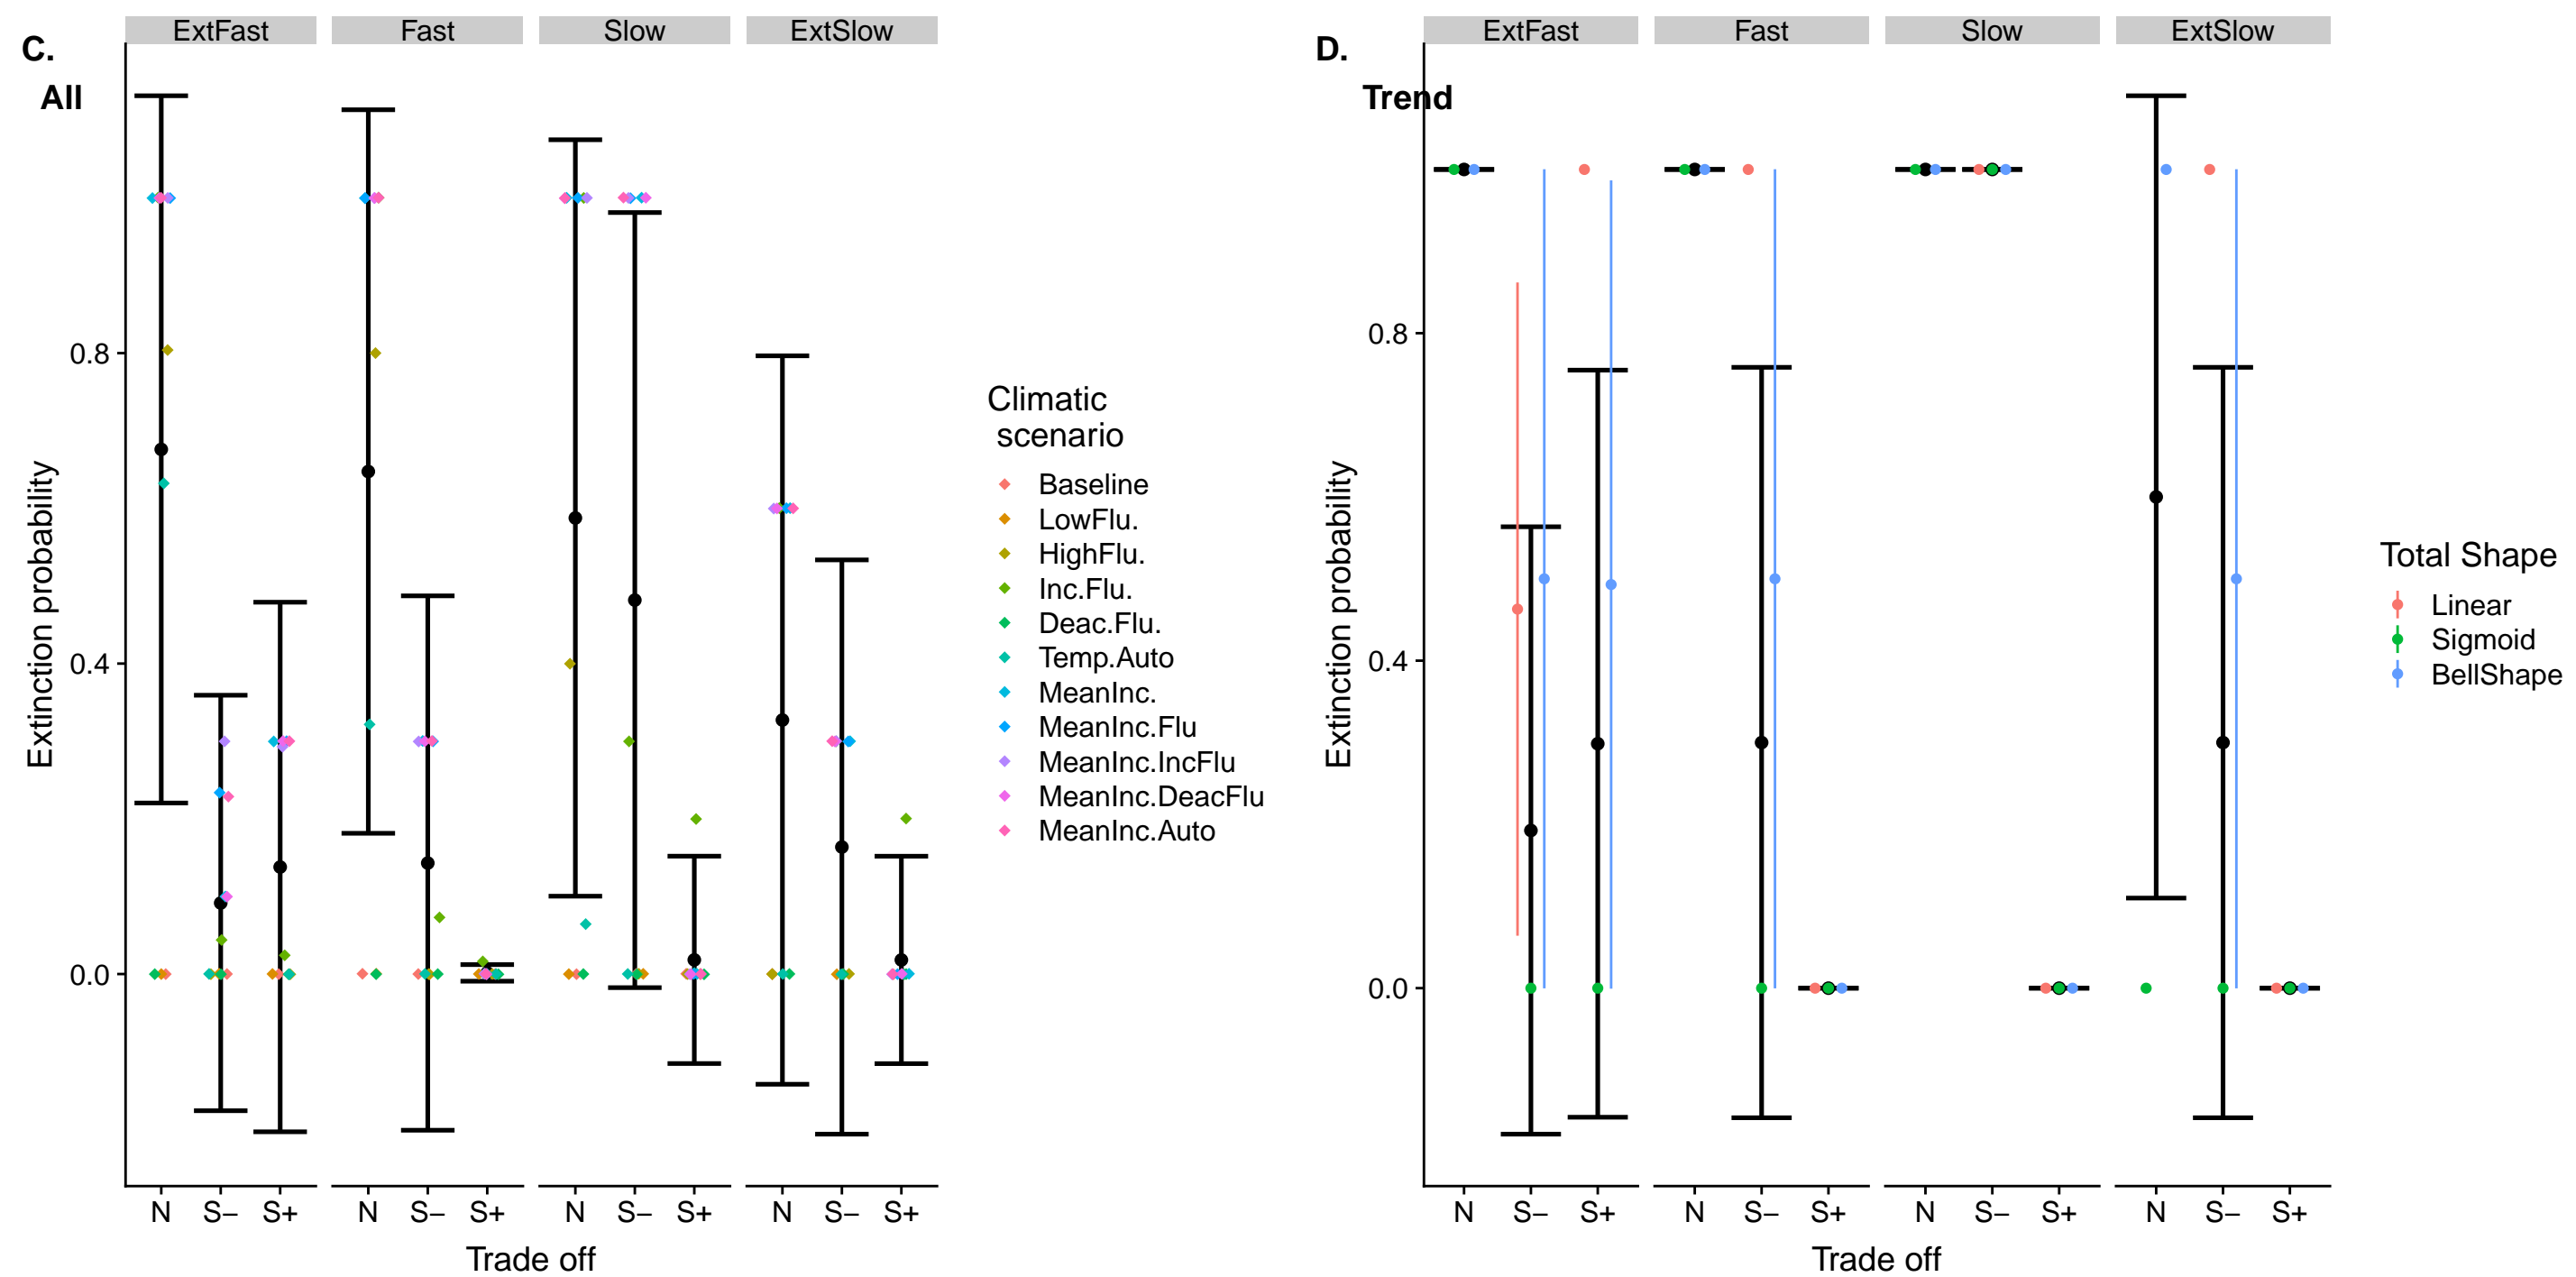 C.
All
ExtFast Fast Slow ExtSlow
Extinction probability
0.8
0.4
0.0
N S− S+ N S− S+ N S− S+ N S− S+
Trade off
Climatic
scenario
Baseline
LowFlu.
HighFlu.
Inc.Flu.
Deac.Flu.
Temp.Auto
MeanInc.
MeanInc.Flu
MeanInc.IncFlu
MeanInc.DeacFlu
MeanInc.Auto
D.
Trend
ExtFast Fast Slow ExtSlow
Extinction probability
0.8
0.4
0.0
N S− S+ N S− S+ N S− S+ N S− S+
Trade off
Total Shape
Linear
Sigmoid
BellShape